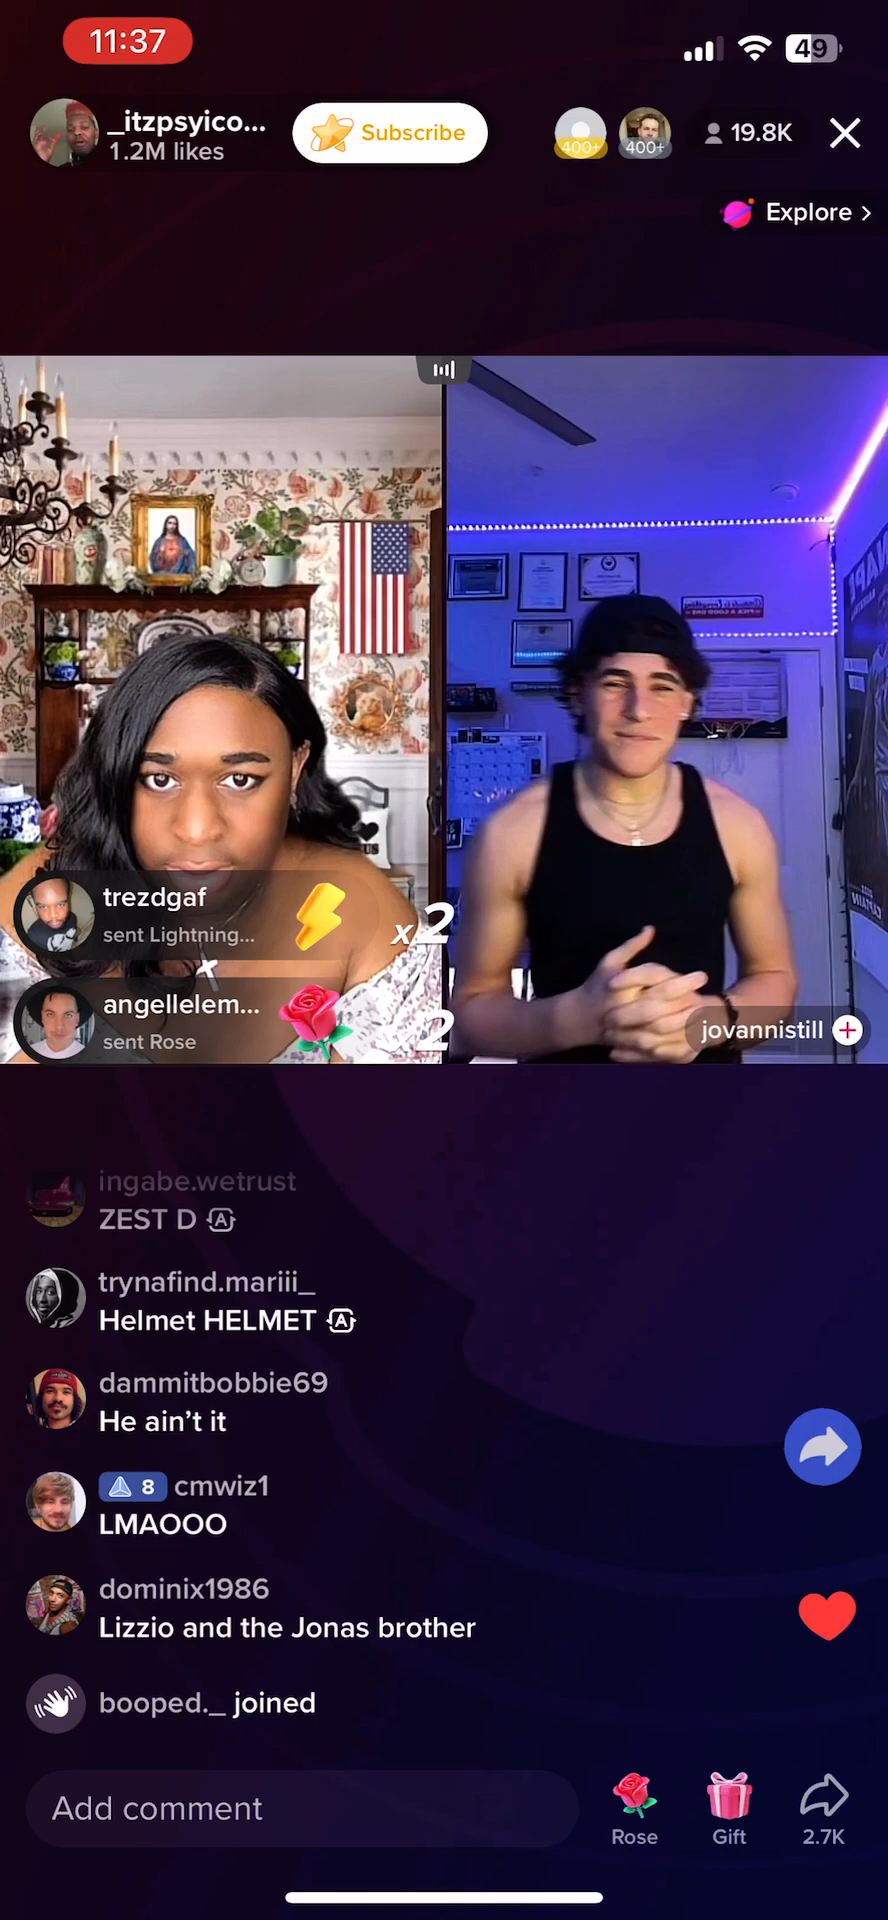 11:37
49
_itzpsyico...
1.2M likes
Subscribe
400+
400+
19.8K
Explore >
trezdgaf
sent Lightning...
x2
angellelem...
sent Rose
2
jovannistill
ingabe.wetrust
ZEST D
trynafind.mariii_
Helmet HELMET
dammitbobbie69
He ain’t it
8 cmwiz1
LMAOOO
dominix1986
Lizzio and the Jonas brother
booped._ joined
Add comment
Rose
Gift
2.7K